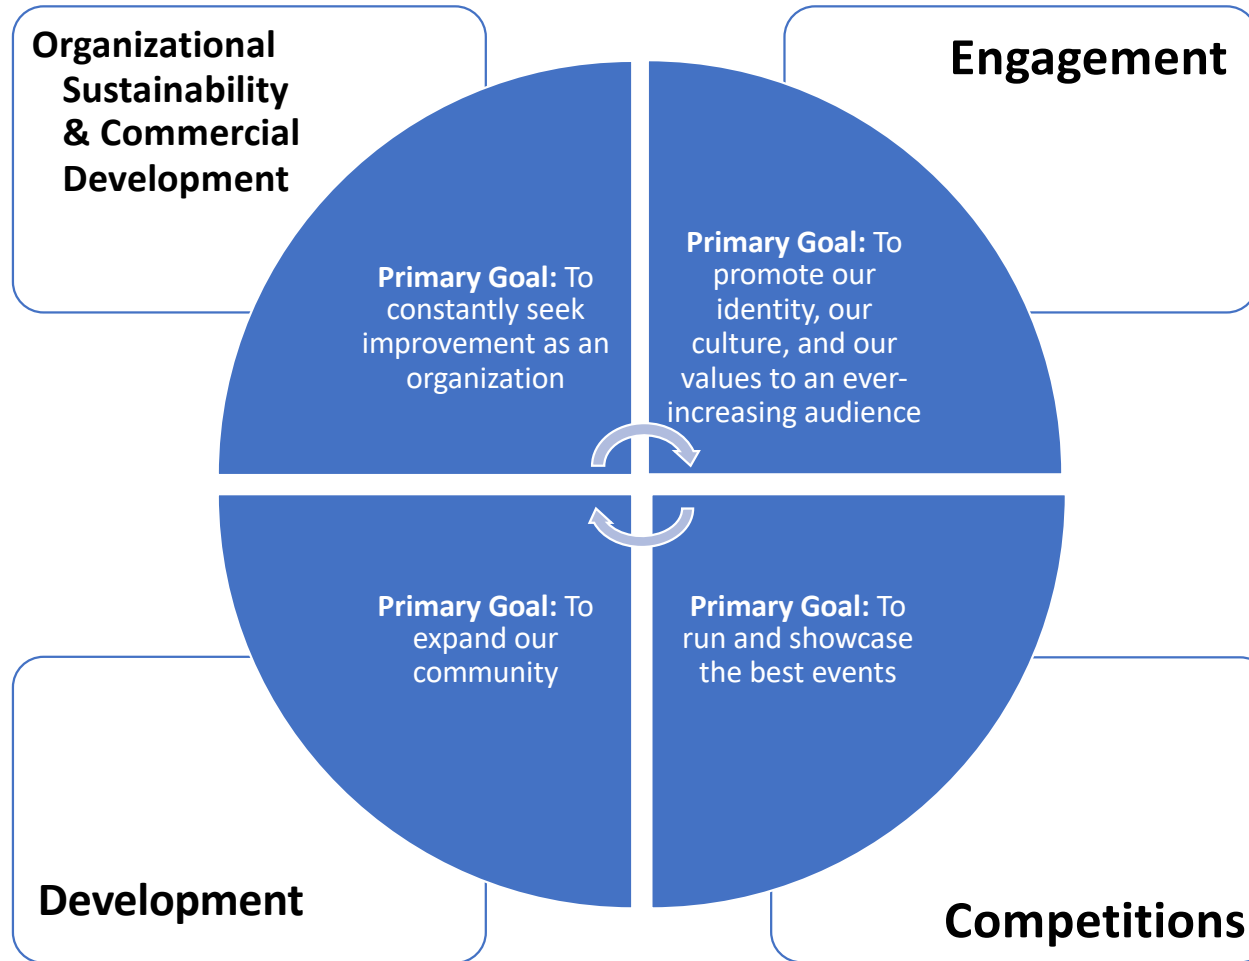 Organizational
Sustainability
& Commercial
Development
Engagement
Primary Goal: To
constantly seek
improvement as an
organization
Primary Goal: To
promote our
identity, our
culture, and our
values to an ever-
increasing audience
Primary Goal: To
expand our
community
Primary Goal: To
run and showcase
the best events
Development
Competitions